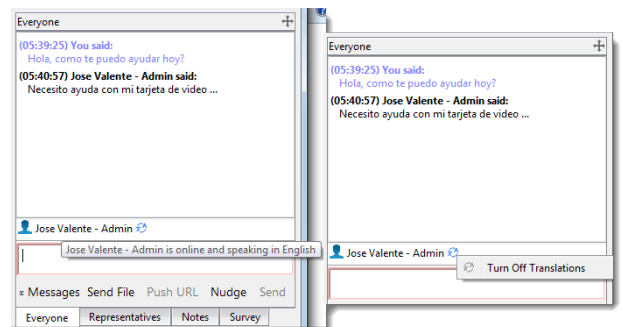 Everyone
(05:39:25) You said:
Hola, como te puedo ayudar hoy?
(05:40:57) Jose Valente - Admin said:
Necesito ayuda con mi tarjeta de video ...
Jose Valente - Admin
Jose Valente - Admin is online and speaking in English
x Messages Send File Push URL Nudge Send
Everyone Representatives Notes Survey
Everyone
(05:39:25) You said:
Hola, como te puedo ayudar hoy?
(05:40:57) Jose Valente - Admin said:
Necesito ayuda con mi tarjeta de video ...
Jose Valente - Admin
Turn Off Translations